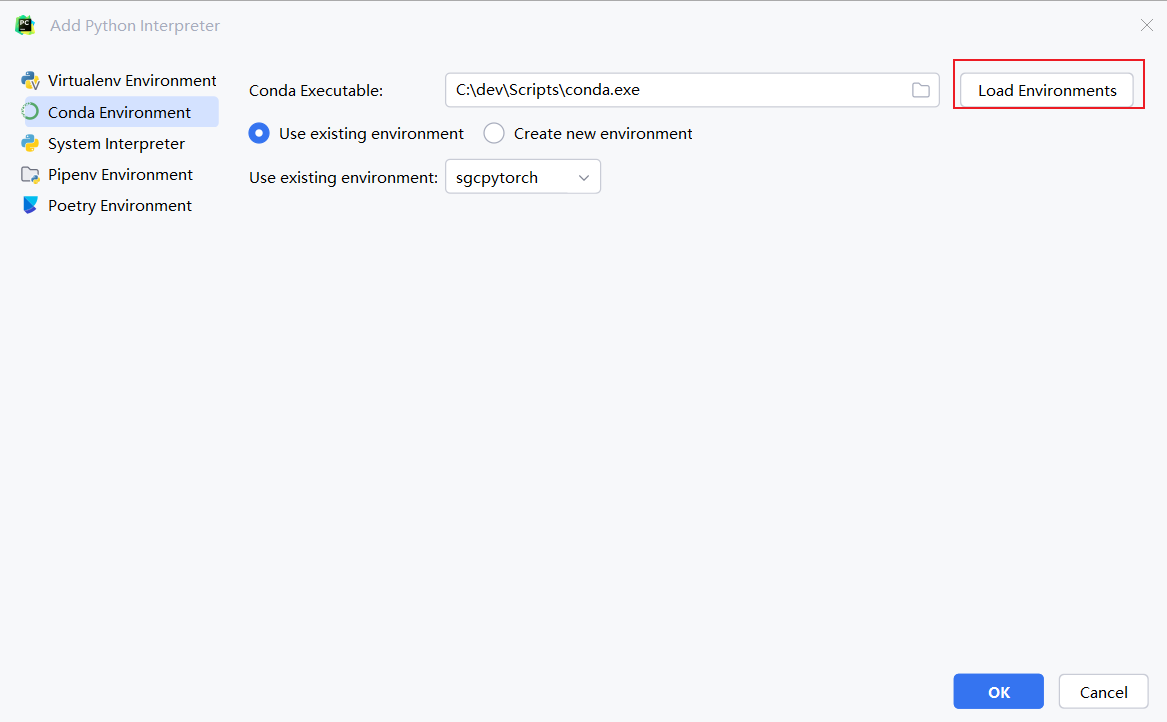 Add Python Interpreter
Virtualenv Environment
Conda Environment
System Interpreter
Pipenv Environment
Poetry Environment
Conda Executable: C:\dev\Scripts\conda.exe Load Environments
Use existing environment Create new environment
Use existing environment: sgcpytorch
OK Cancel